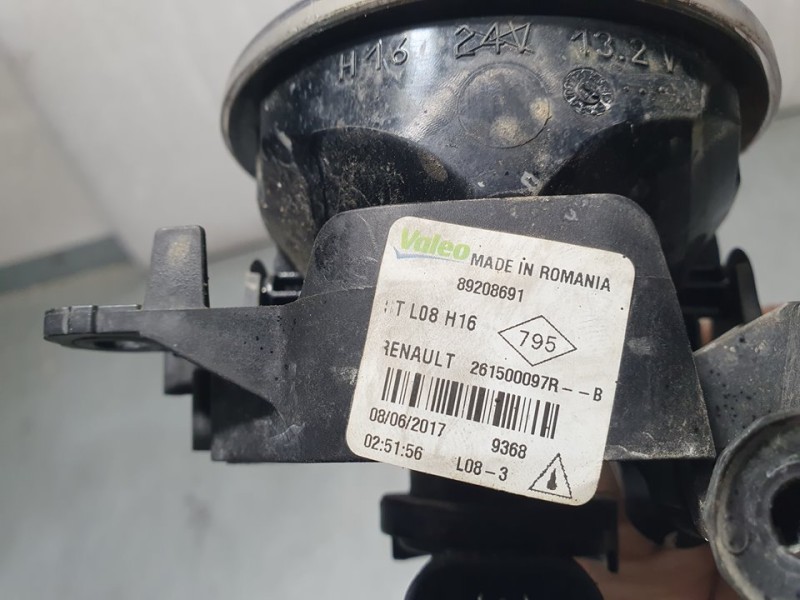 H16 24V 13.2V
Valeo MADE IN ROMANIA
89208691
T L08 H16
795
RENAULT 261500097R--B
08/06/2017 9368
02:51:56 L08-3